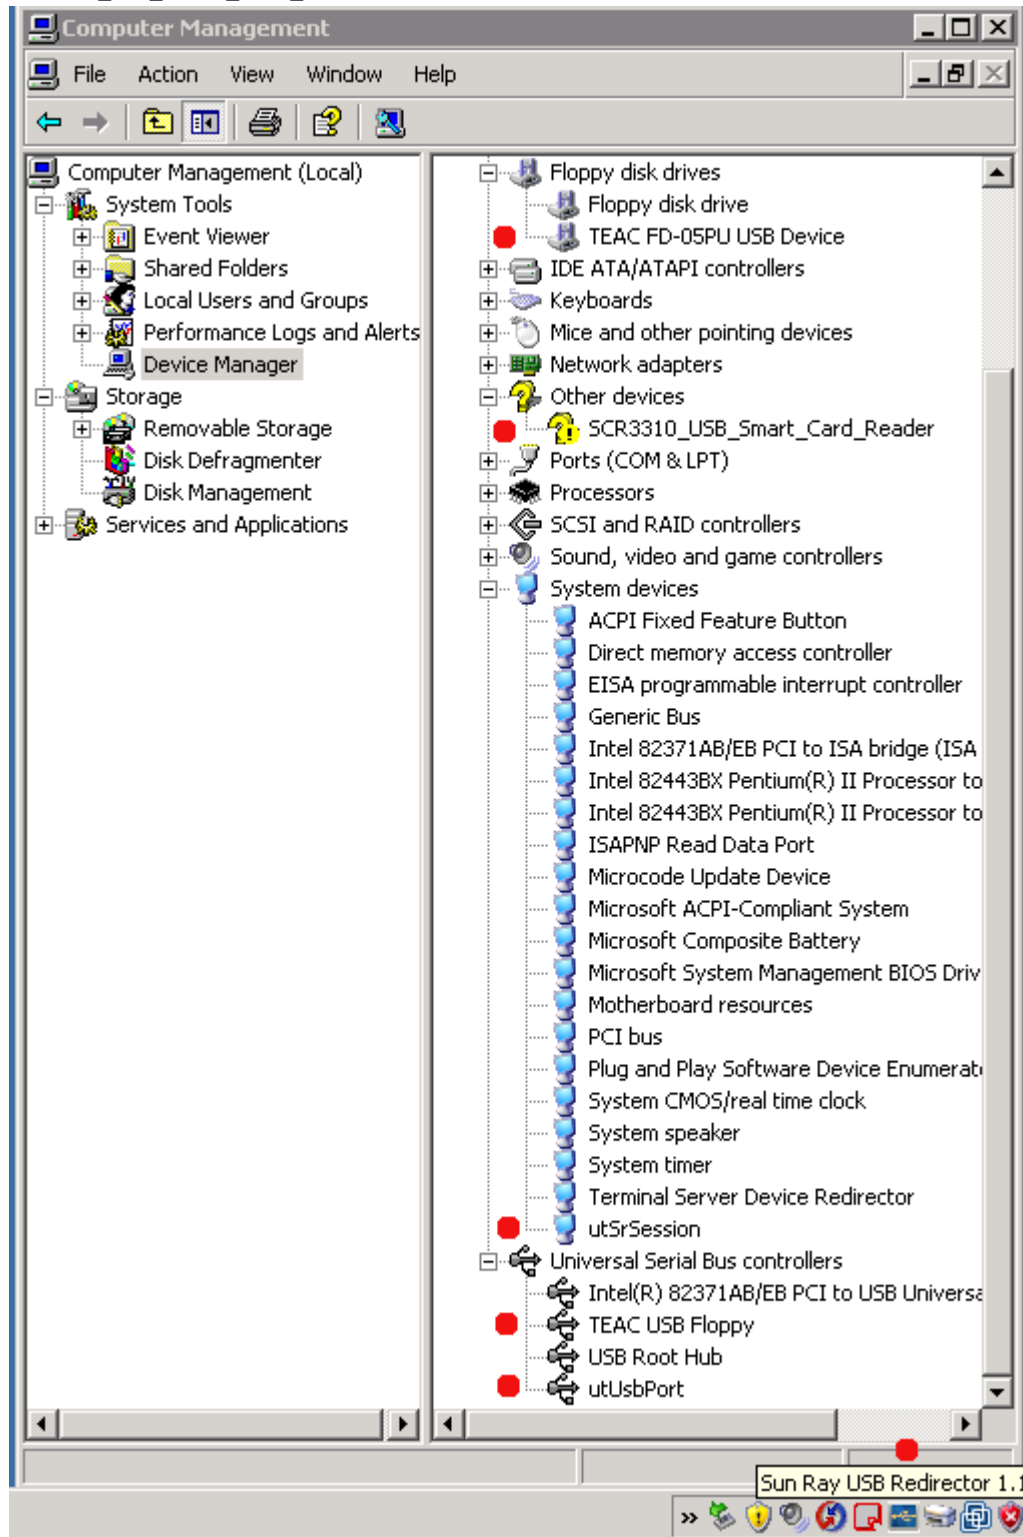 Computer Management
File Action View Window Help
Computer Management (Local)
System Tools
Event Viewer
Shared Folders
Local Users and Groups
Performance Logs and Alerts
Device Manager
Storage
Removable Storage
Disk Defragmenter
Disk Management
Services and Applications
Floppy disk drives
Floppy disk drive
TEAC FD-05PU USB Device
IDE ATA/ATAPI controllers
Keyboards
Mice and other pointing devices
Network adapters
Other devices
SCR3310_USB_Smart_Card_Reader
Ports (COM & LPT)
Processors
SCSI and RAID controllers
Sound, video and game controllers
System devices
ACPI Fixed Feature Button
Direct memory access controller
EISA programmable interrupt controller
Generic Bus
Intel 82371AB/EB PCI to ISA bridge (ISA
Intel 82443BX Pentium(R) II Processor to
Intel 82443BX Pentium(R) II Processor to
ISAPNP Read Data Port
Microcode Update Device
Microsoft ACPI-Compliant System
Microsoft Composite Battery
Microsoft System Management BIOS Driv
Motherboard resources
PCI bus
Plug and Play Software Device Enumerat
System CMOS/real time clock
System speaker
System timer
Terminal Server Device Redirector
utSrSession
Universal Serial Bus controllers
Intel(R) 82371AB/EB PCI to USB Universa
TEAC USB Floppy
USB Root Hub
utUsbPort
Sun Ray USB Redirector 1.1